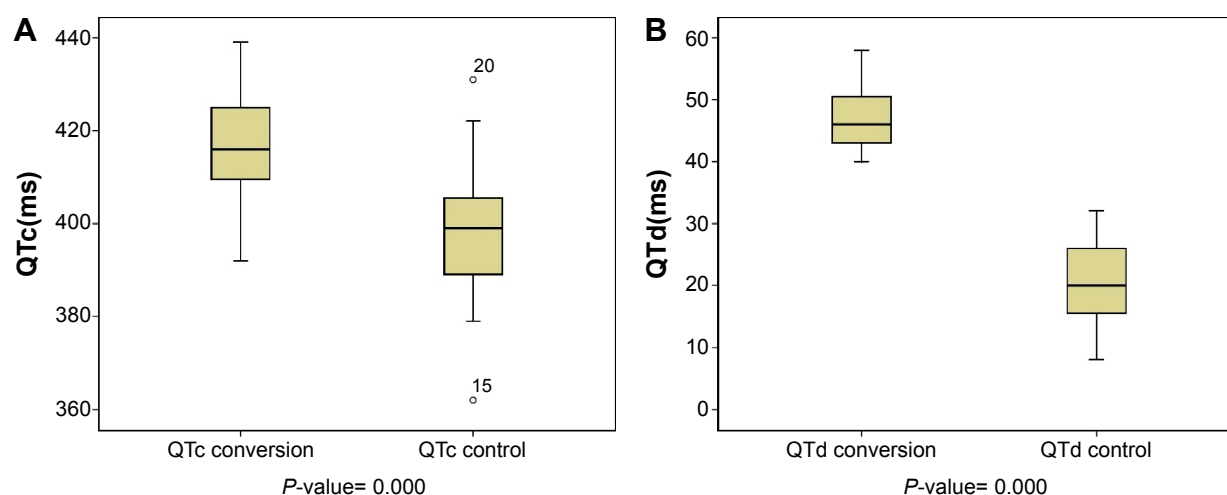 A
QTc(ms)
440
420
400
380
360
20
15
QTc conversion
QTc control
P-value= 0.000
B
QTd(ms)
60
50
40
30
20
10
0
QTd conversion
QTd control
P-value= 0.000